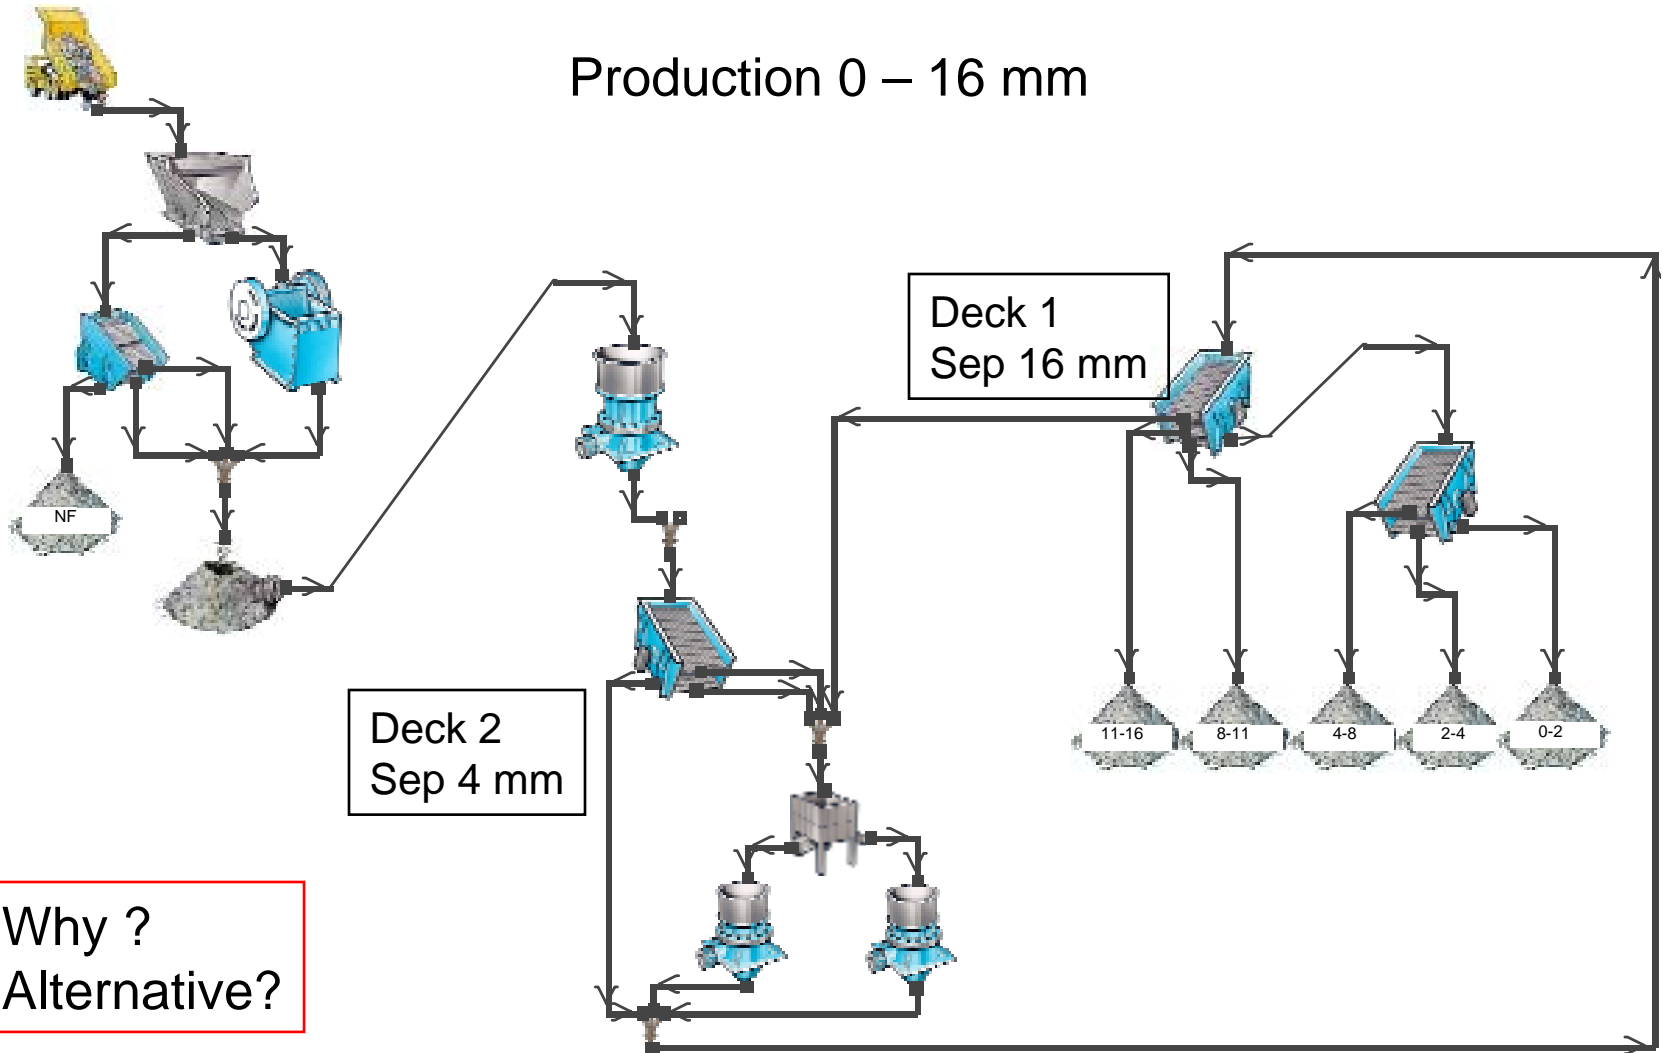 Production 0 – 16 mm
Deck 1
Sep 16 mm
NF
Deck 2
Sep 4 mm
11-16
8-11
4-8
2-4
0-2
Why ?
Alternative?